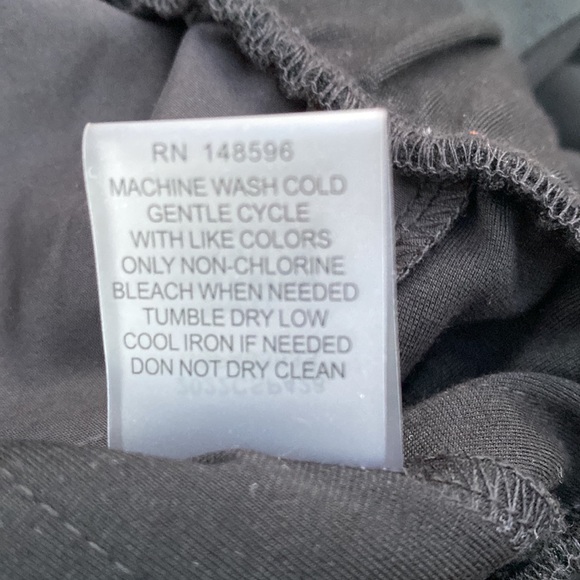 RN 148596
MACHINE WASH COLD
GENTLE CYCLE
WITH LIKE COLORS
ONLY NON-CHLORINE
BLEACH WHEN NEEDED
TUMBLE DRY LOW
COOL IRON IF NEEDED
DON NOT DRY CLEAN